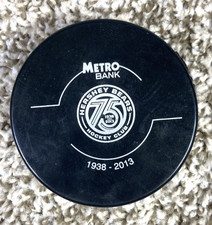 METRO
BANK
HERSHEY BEARS
75
HOCKEY CLUB
1938 - 2013